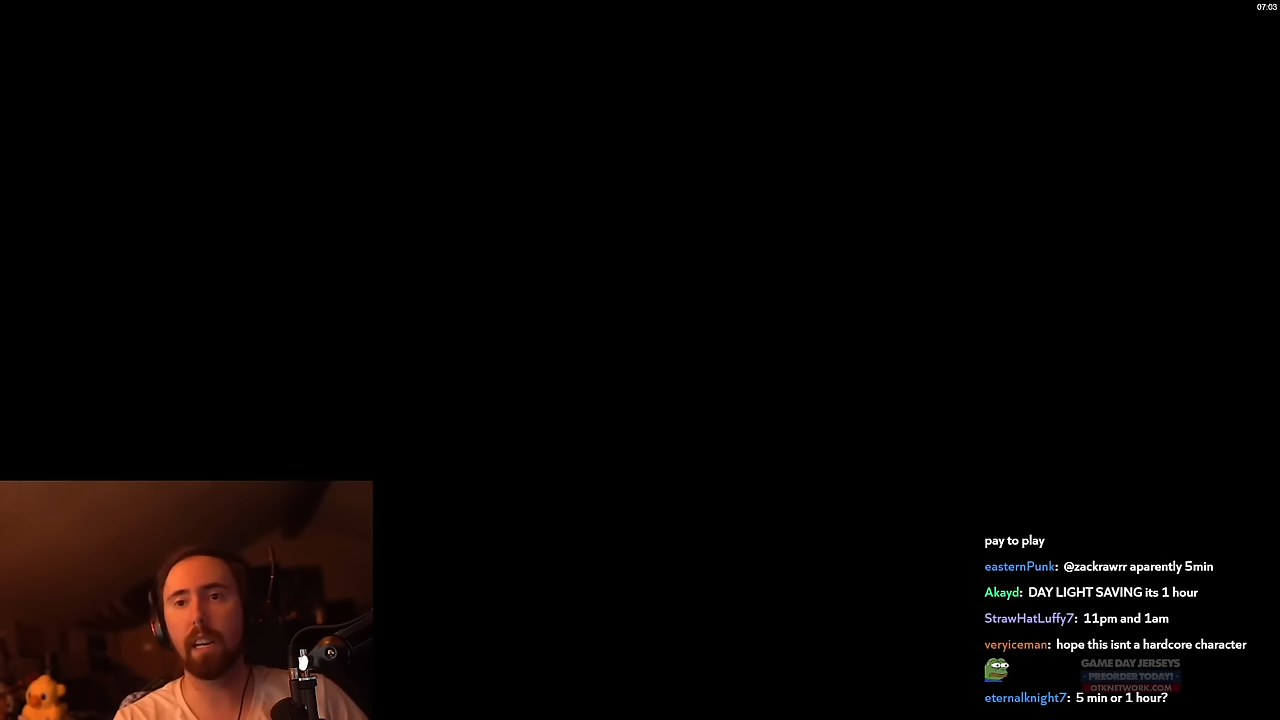 07:03
pay to play
easternPunk: @zackrawrr aparently 5min
Akayd: DAY LIGHT SAVING its 1 hour
StrawHatLuffy7: 11pm and 1am
veryiceman: hope this isnt a hardcore character
GAME DAY JERSEYS
PREORDER TODAY!
OTKNETWORK.COM
eternalknight7: 5 min or 1 hour?